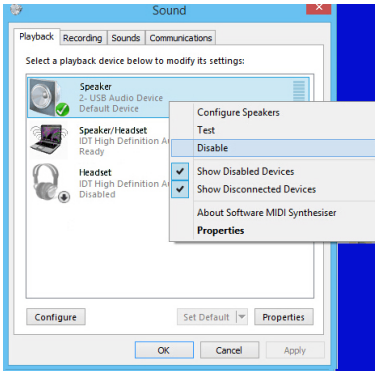 Sound
Playback Recording Sounds Communications
Select a playback device below to modify its settings:
Speaker
2- USB Audio Device
Default Device
Speaker/Headset
IDT High Definition
Ready
Headset
IDT High Definition
Disabled
Configure Speakers
Test
Disable
Show Disabled Devices
Show Disconnected Devices
About Software MIDI Synthesiser
Properties
Configure Set Default Properties
OK Cancel Apply